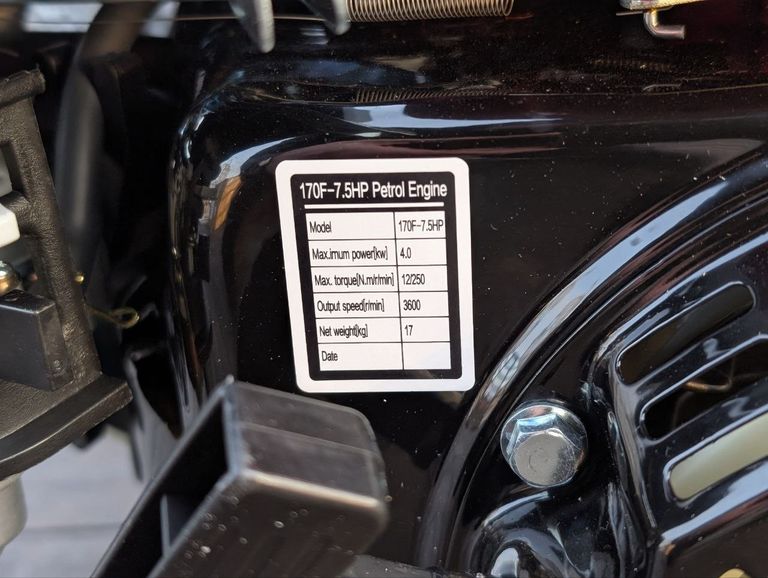 170F-7.5HP Petrol Engine
Model 170F-7.5HP
Max.imum power[kw] 4.0
Max. torque[N.m/r/min] 12/250
Output speed[r/min] 3600
Net weight[kg] 17
Date